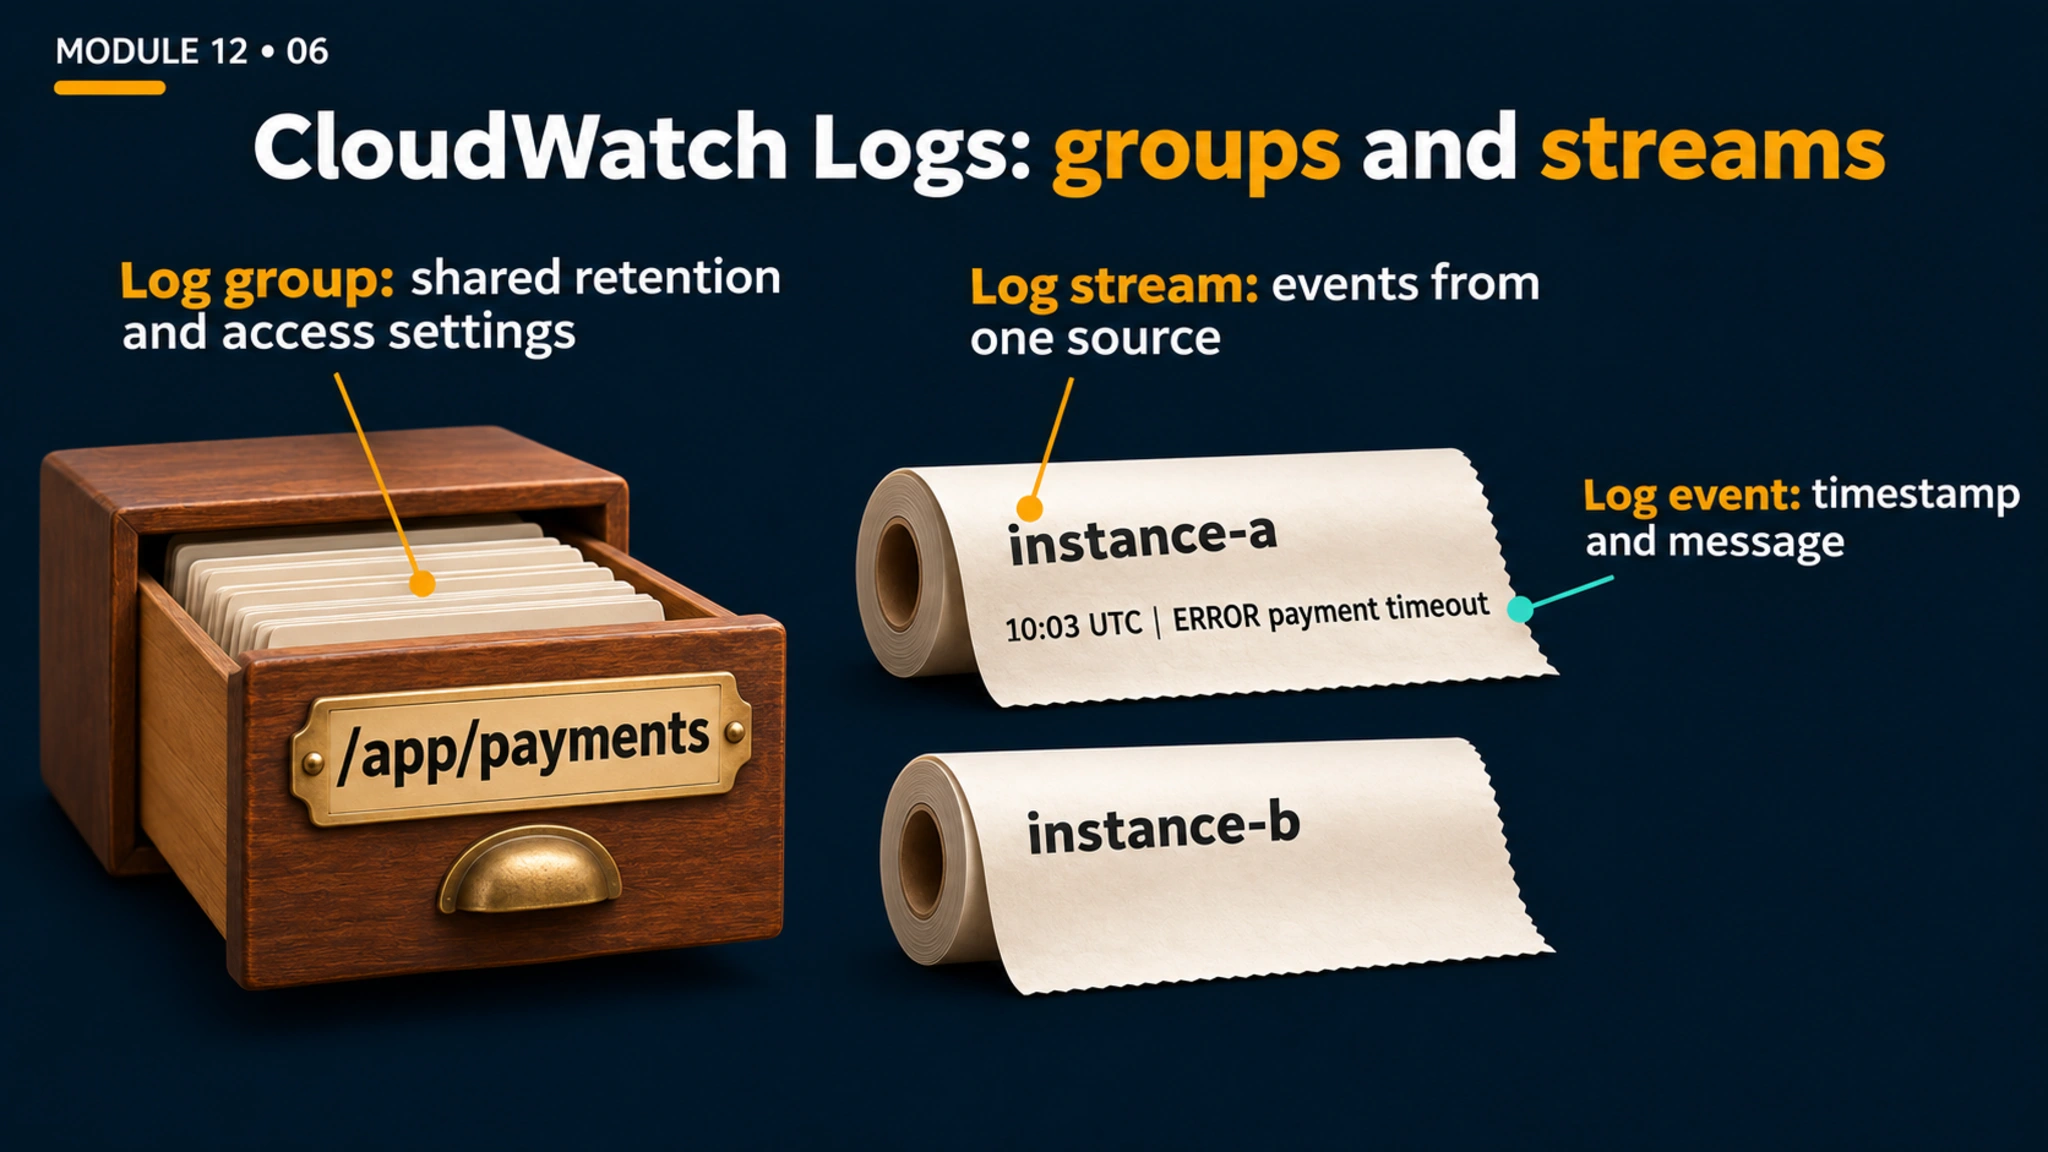 MODULE 12 • 06
CloudWatch Logs: groups and streams
Log group: shared retention
and access settings
Log stream: events from
one source
Log event: timestamp
and message
instance-a
10:03 UTC | ERROR payment timeout
/app/payments
instance-b